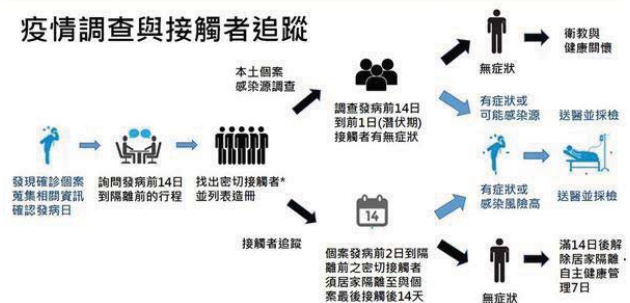 疫情調查與接觸者追蹤
本土個案
感染源調查
調查發病前14日
到前1日(潛伏期)
接觸者有無症狀
無症狀
衛教與
健康關懷
有症狀或
可能感染源
送醫並採檢
發現確診個案
蒐集相關資訊
確認發病日
詢問發病前14日
到隔離前的行程
找出密切接觸者*
並列表造冊
接觸者追蹤
14
個案發病前2日到隔
離前之密切接觸者
須居家隔離至與個
案最後接觸後14天
有症狀或
感染風險高
送醫並採檢
無症狀
滿14日後解
除居家隔離，
自主健康管
理7日